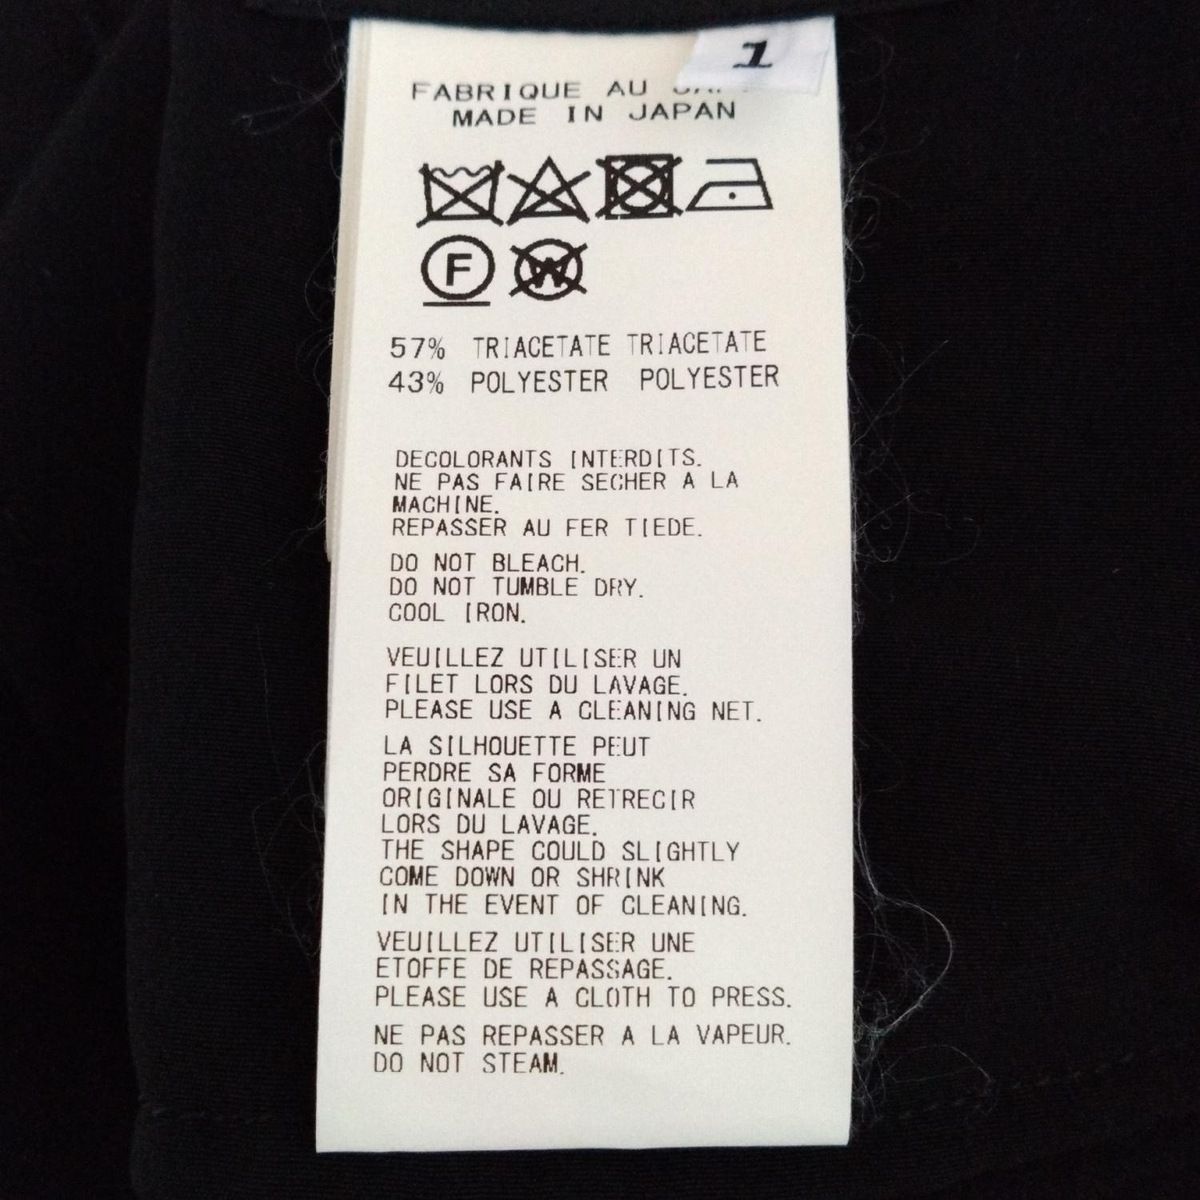 1
FABRIQUE AU
MADE IN JAPAN
F
W
57% TRIACETATE TRIACETATE
43% POLYESTER POLYESTER
DECOLORANTS INTERDITS.
NE PAS FAIRE SECHER A LA
MACHINE.
REPASSER AU FER TIEDE.
DO NOT BLEACH.
DO NOT TUMBLE DRY.
COOL IRON.
VEUILLEZ UTILISER UN
FILET LORS DU LAVAGE.
PLEASE USE A CLEANING NET.
LA SILHOUETTE PEUT
PERDRE SA FORME
ORIGINALE OU RETRECIR
LORS DU LAVAGE.
THE SHAPE COULD SLIGHTLY
COME DOWN OR SHRINK
IN THE EVENT OF CLEANING.
VEUILLEZ UTILISER UNE
ETOFFE DE REPASSAGE.
PLEASE USE A CLOTH TO PRESS.
NE PAS REPASSER A LA VAPEUR.
DO NOT STEAM.